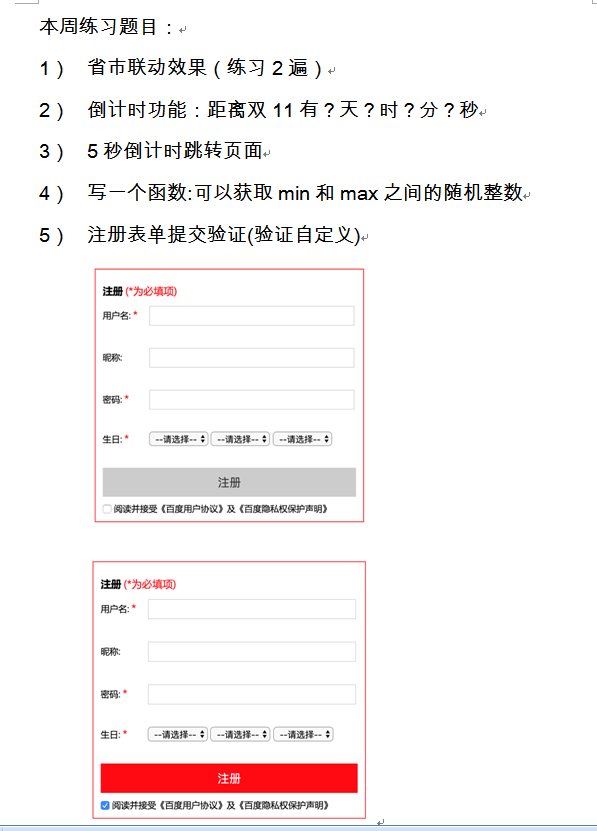 本周练习题目：
1） 省市联动效果（练习 2 遍）
2） 倒计时功能：距离双 11 有？天？时？分？秒
3） 5 秒倒计时跳转页面
4） 写一个函数:可以获取 min 和 max 之间的随机整数
5） 注册表单提交验证(验证自定义)
注册 (*为必填项)
用户名: *
昵称:
密码: *
生日: * --请选择-- --请选择-- --请选择--
注册
阅读并接受《百度用户协议》及《百度隐私权保护声明》
注册 (*为必填项)
用户名: *
昵称:
密码: *
生日: * --请选择-- --请选择-- --请选择--
注册
阅读并接受《百度用户协议》及《百度隐私权保护声明》